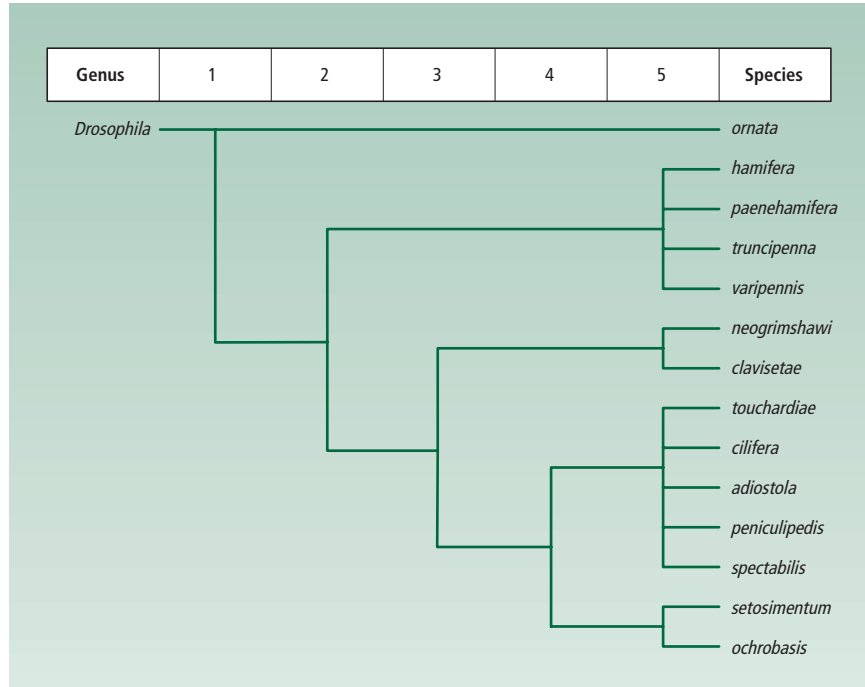 Genus 1 2 3 4 5 Species
Drosophila ornata
hamifera
paenehamifera
truncipenna
varipennis
neogrimshawi
clavisetae
touchardiae
cilifera
adiostola
peniculipedis
spectabilis
setosimentum
ochrobasis